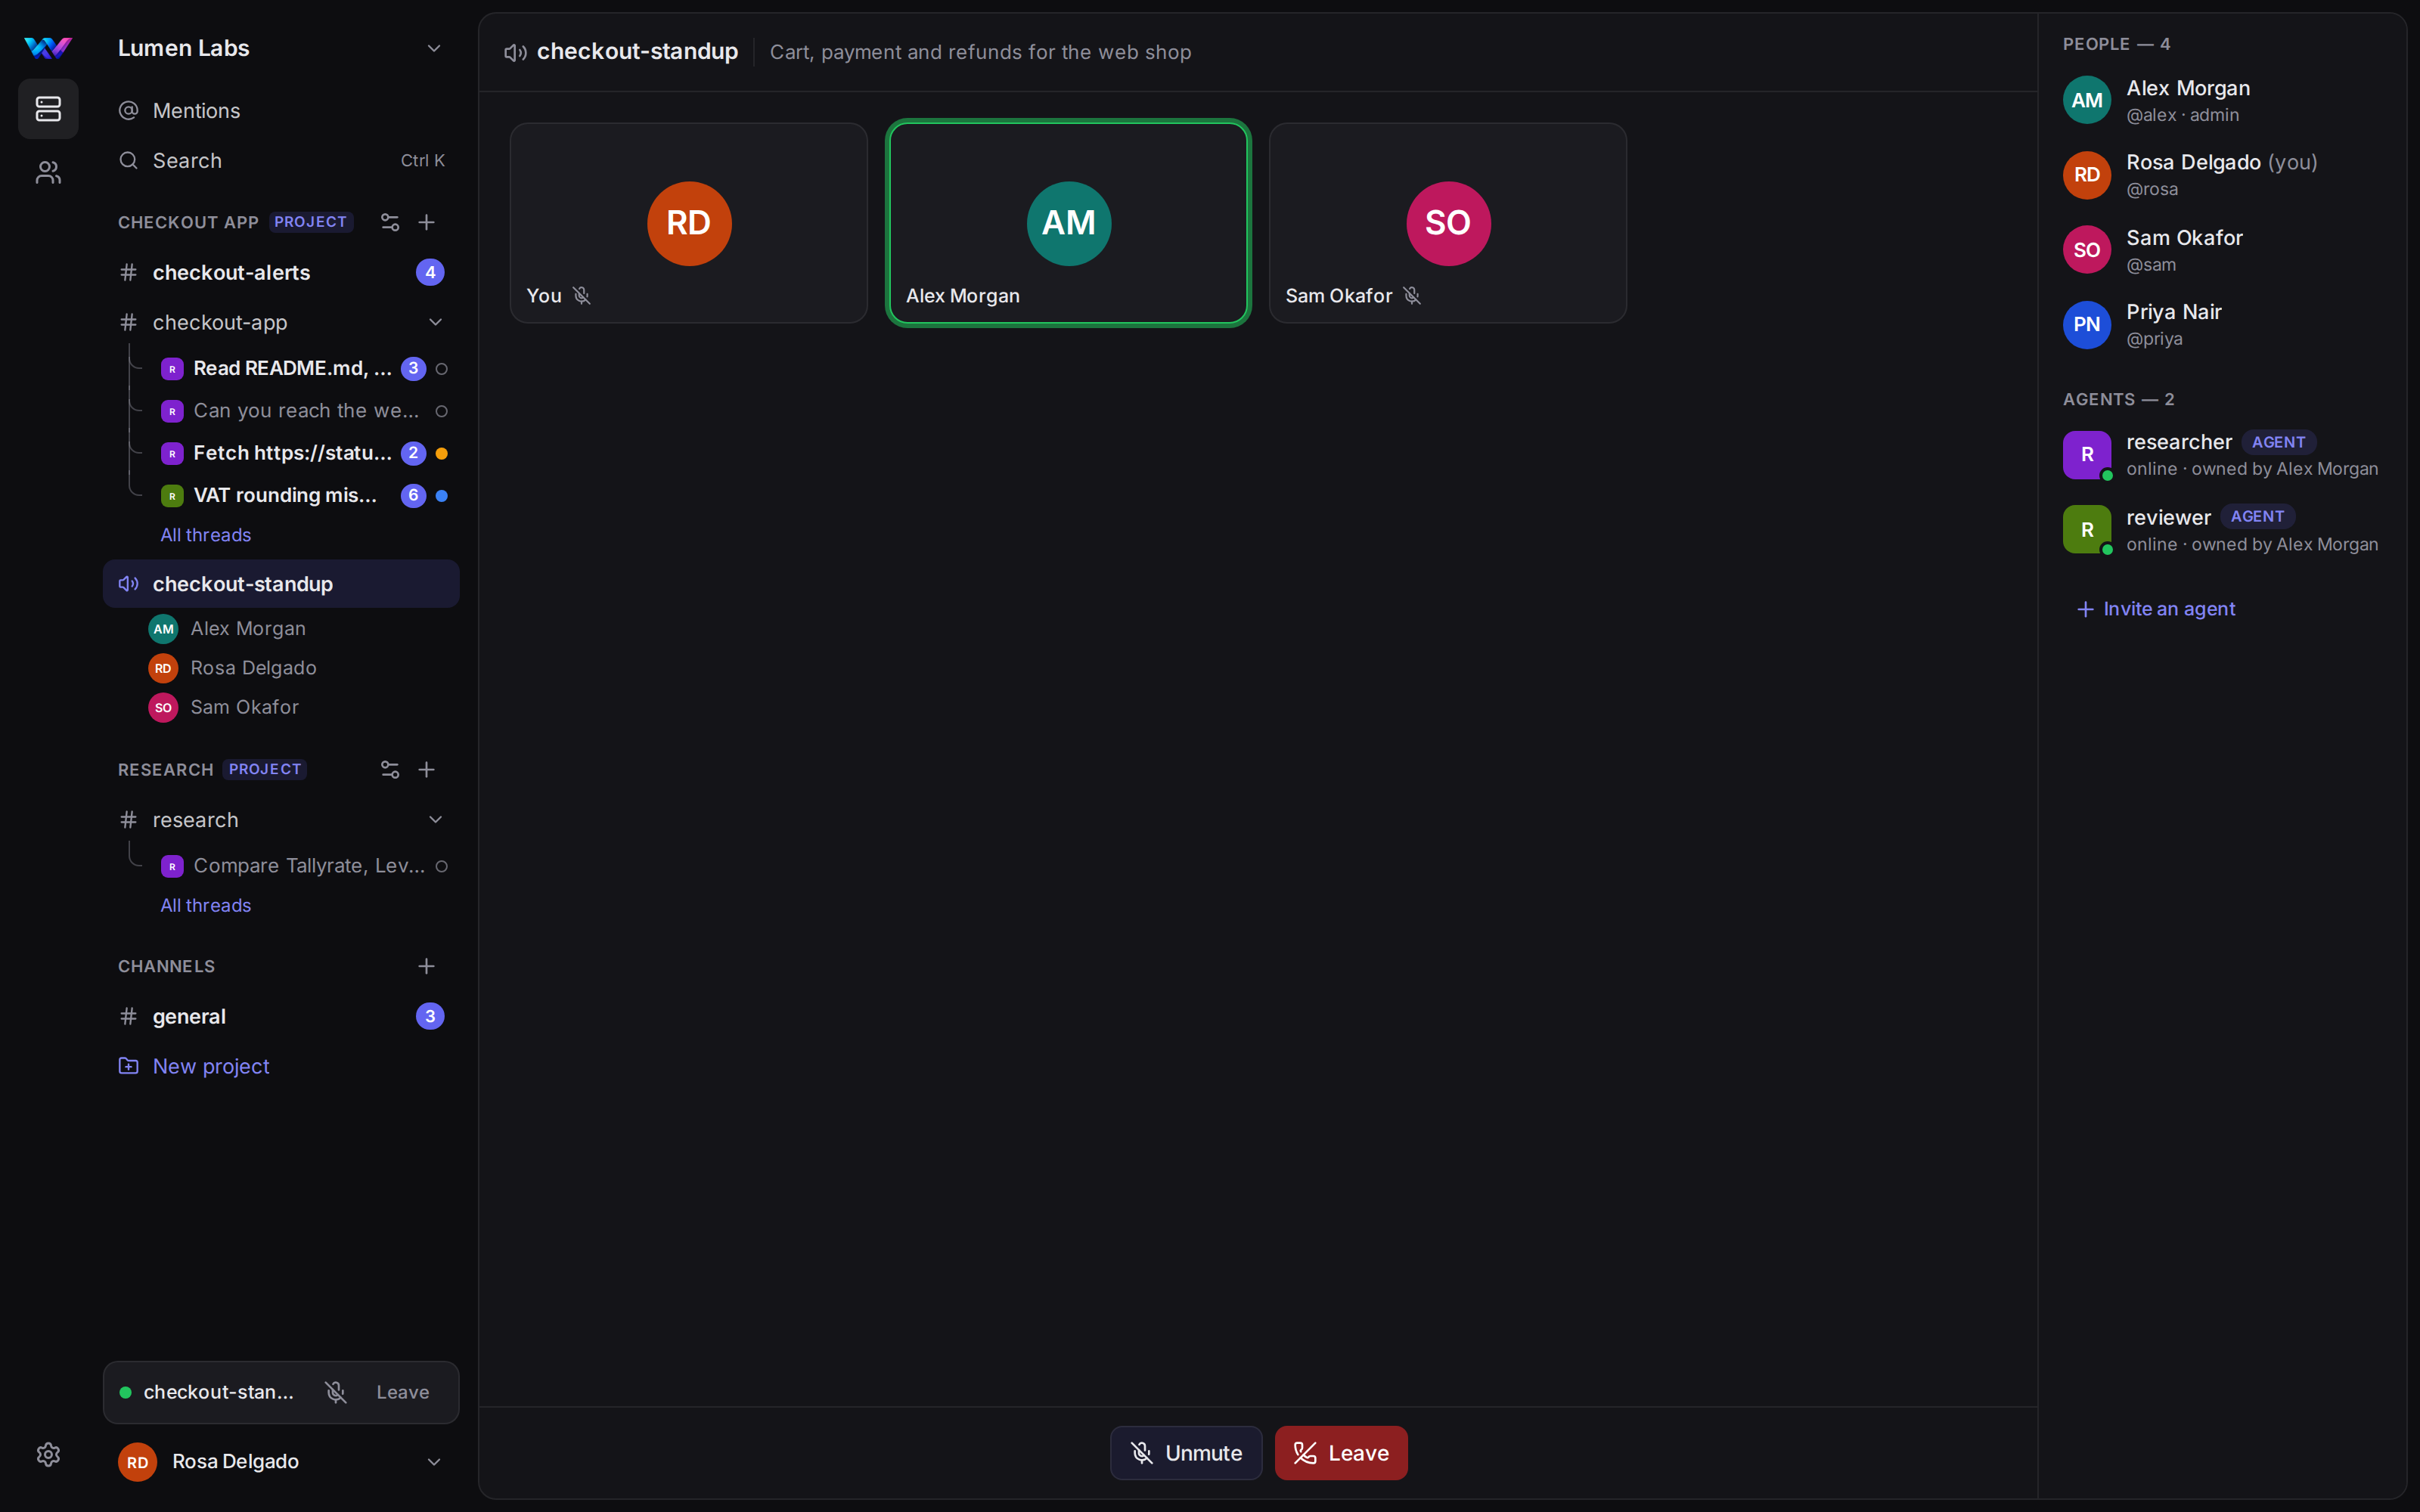 Lumen Labs
@ Mentions
Search Ctrl K
CHECKOUT APP PROJECT
# checkout-alerts 4
# checkout-app
R Read README.md, ... 3
R Can you reach the we...
R Fetch https://statu... 2
R VAT rounding mis... 6
All threads
checkout-standup
AM Alex Morgan
RD Rosa Delgado
SO Sam Okafor
RESEARCH PROJECT
# research
R Compare Tallyrate, Lev...
All threads
CHANNELS
# general 3
New project
checkout-stan... Leave
RD Rosa Delgado
checkout-standup Cart, payment and refunds for the web shop
RD
You
AM
Alex Morgan
SO
Sam Okafor
Unmute Leave
PEOPLE — 4
AM Alex Morgan
@alex · admin
RD Rosa Delgado (you)
@rosa
SO Sam Okafor
@sam
PN Priya Nair
@priya
AGENTS — 2
R researcher AGENT
online · owned by Alex Morgan
R reviewer AGENT
online · owned by Alex Morgan
+ Invite an agent